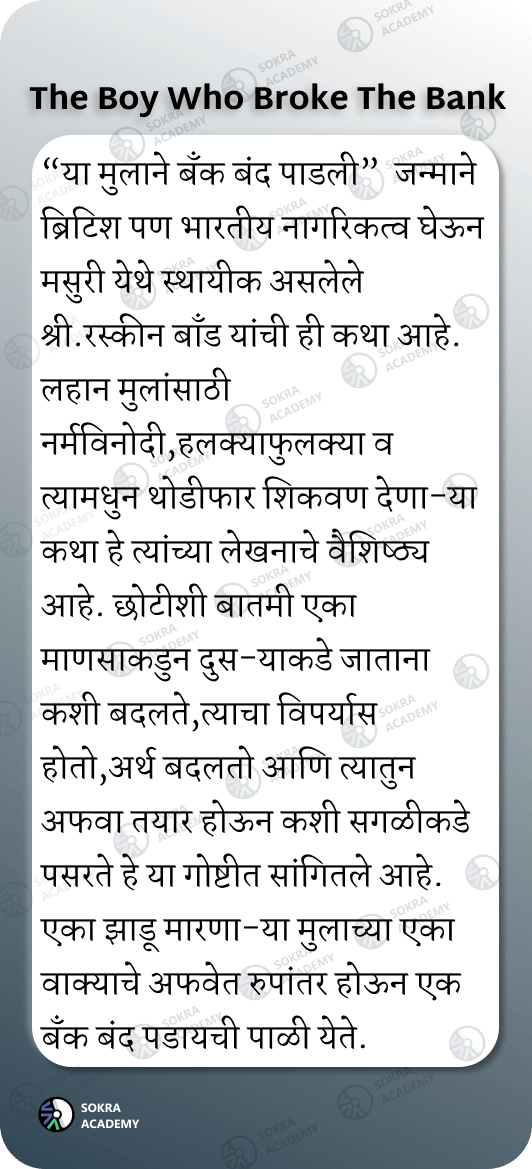 The Boy Who Broke The Bank
“या मुलाने बँक बंद पाडली” जन्माने
ब्रिटिश पण भारतीय नागरिकत्व घेऊन
मसुरी येथे स्थायीक असलेले
श्री.रस्कीन बाँड यांची ही कथा आहे.
लहान मुलांसाठी
नर्मविनोदी,हलक्याफुलक्या व
त्यामधुन थोडीफार शिकवण देणा-या
कथा हे त्यांच्या लेखनाचे वैशिष्ठ्य
आहे. छोटीशी बातमी एका
माणसाकडुन दुस-याकडे जाताना
कशी बदलते,त्याचा विपर्यास
होतो,अर्थ बदलतो आणि त्यातुन
अफवा तयार होऊन कशी सगळीकडे
पसरते हे या गोष्टीत सांगितले आहे.
एका झाडू मारणा-या मुलाच्या एका
वाक्याचे अफवेत रुपांतर होऊन एक
बँक बंद पडायची पाळी येते.
SOKRA
ACADEMY